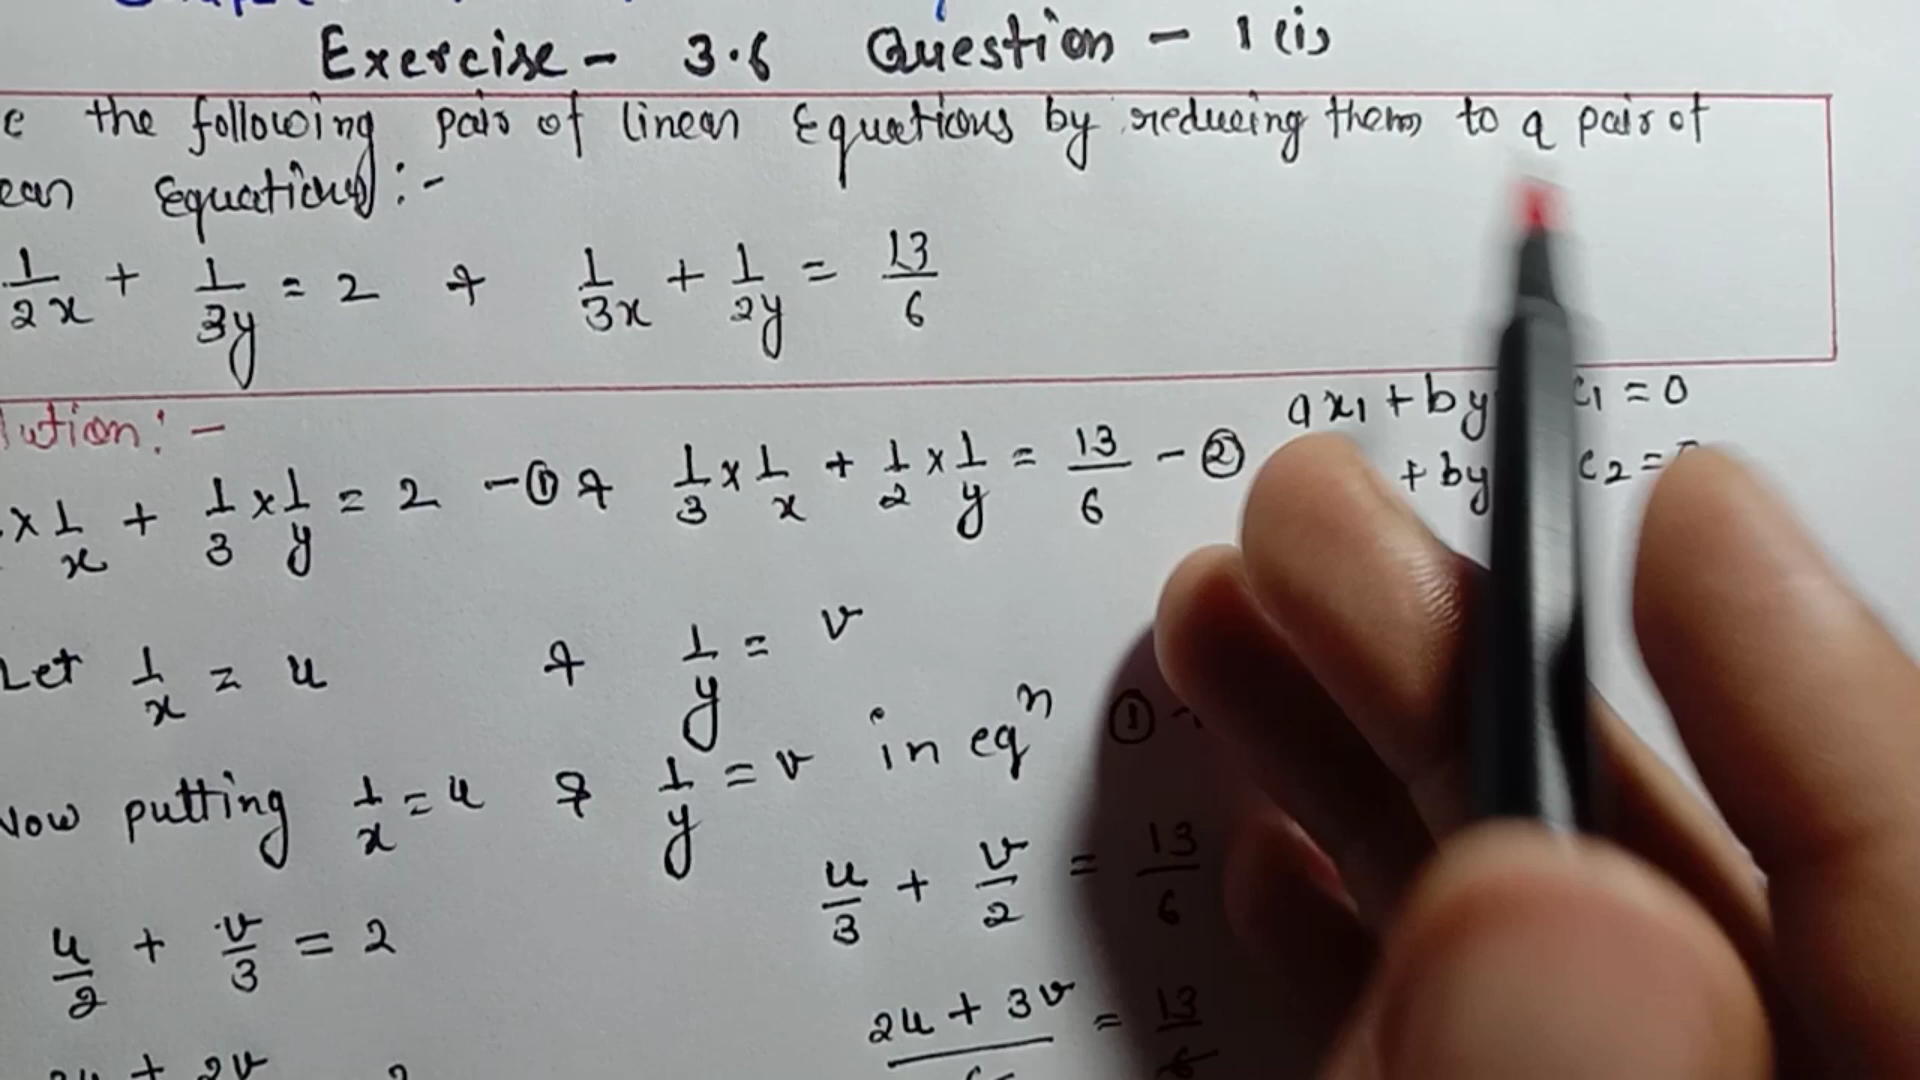 Exercise - 3.6 Question - 1 (i)
the following pair of linear Equations by reducing them to a pair of
ean Equations :-
1/2x + 1/3y = 2 & 1/3x + 1/2y = 13/6
lution :-
ax1 + by c1 = 0
x 1/x + 1/3 x 1/y = 2 - ① & 1/3 x 1/x + 1/2 x 1/y = 13/6 - ②
+ by c2 =
Let 1/x = u & 1/y = v
Now putting 1/x = u & 1/y = v in eqn ①
u/2 + v/3 = 2
u/3 + v/2 = 13/6
2u + 3v = 13
+ 2v